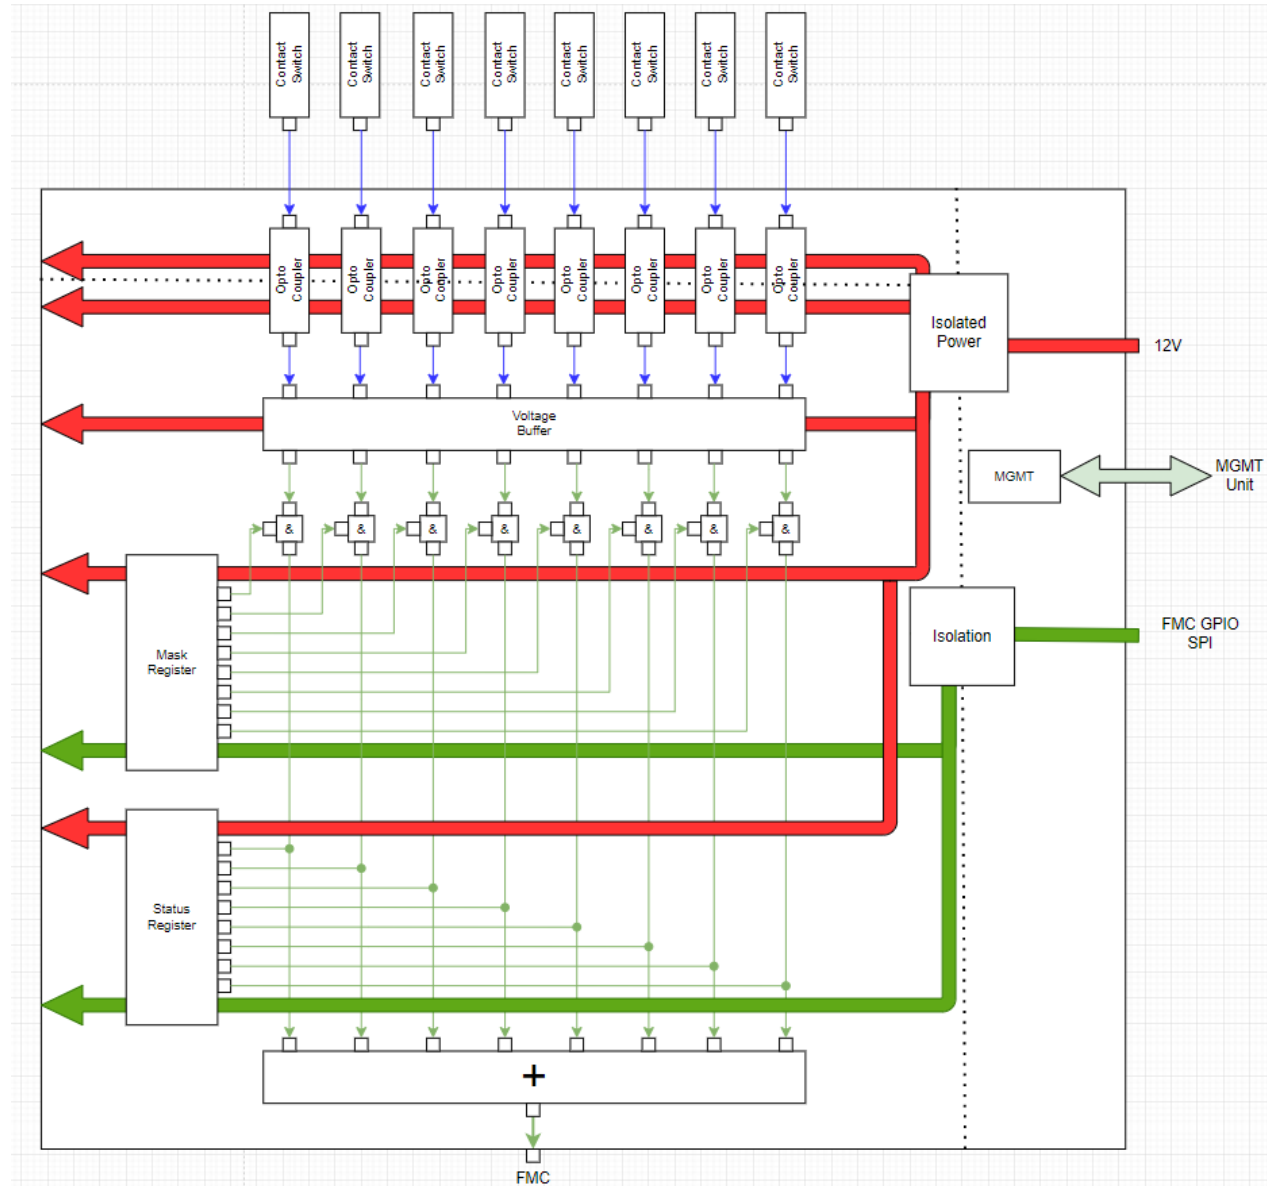 Contact
Switch
Contact
Switch
Contact
Switch
Contact
Switch
Contact
Switch
Contact
Switch
Contact
Switch
Contact
Switch
Opto
Coupler
Opto
Coupler
Opto
Coupler
Opto
Coupler
Opto
Coupler
Opto
Coupler
Opto
Coupler
Opto
Coupler
Isolated
Power
12V
Voltage
Buffer
MGMT
MGMT
Unit
&
&
&
&
&
&
&
&
Mask
Register
Isolation
FMC GPIO
SPI
Status
Register
+
FMC